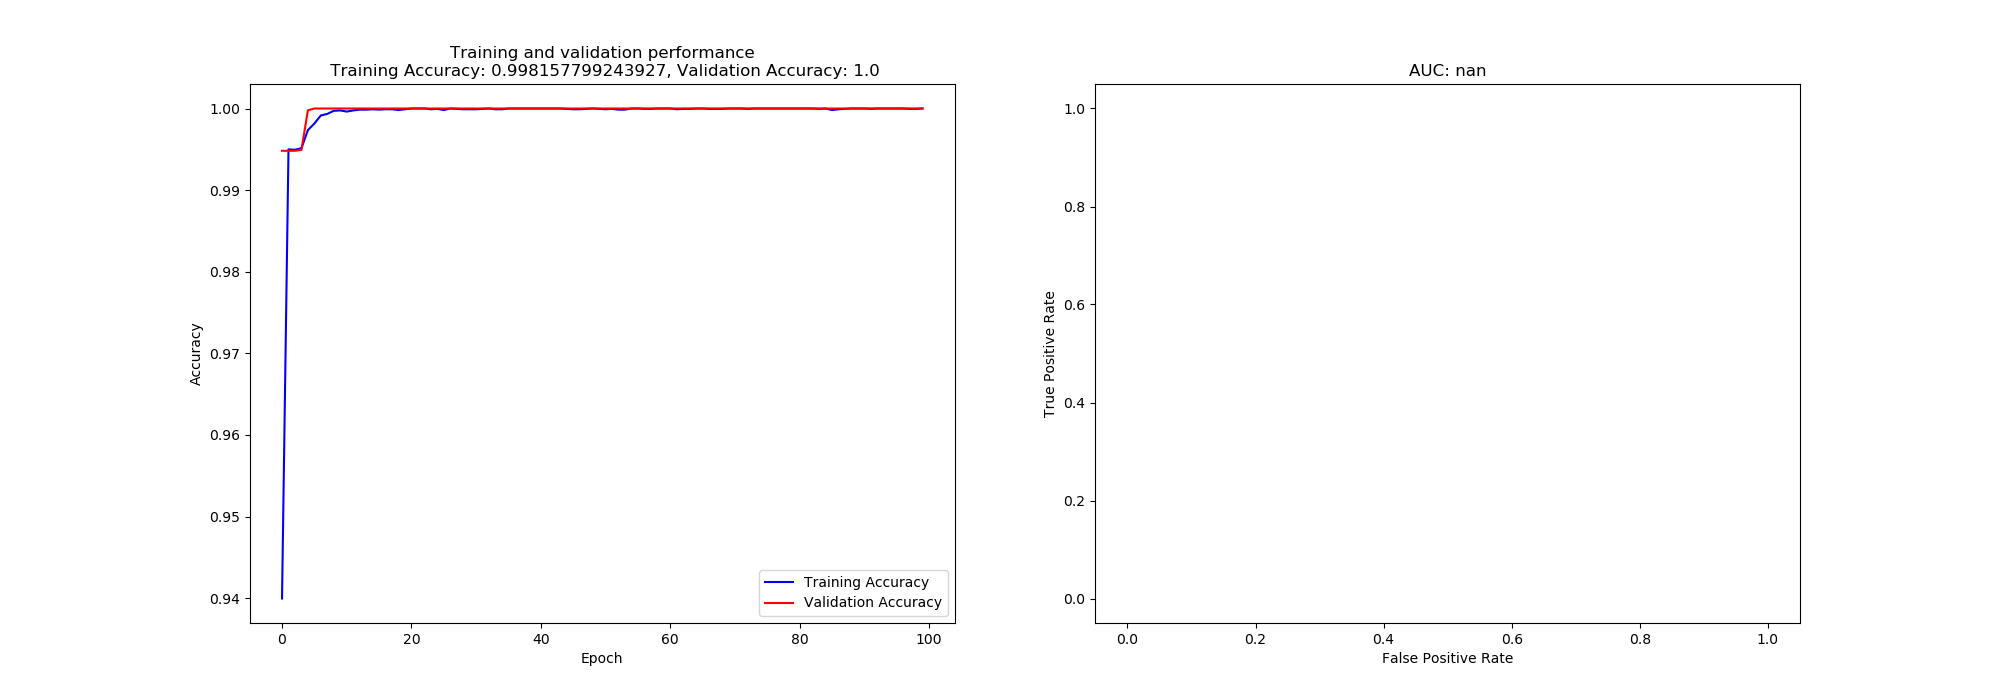 Training and validation performance
Training Accuracy: 0.998157799243927, Validation Accuracy: 1.0
1.00
0.99
0.98
0.97
0.96
0.95
0.94
Accuracy
0
20
40
60
80
100
Epoch
Training Accuracy
Validation Accuracy
AUC: nan
1.0
0.8
0.6
0.4
0.2
0.0
True Positive Rate
0.0
0.2
0.4
0.6
0.8
1.0
False Positive Rate